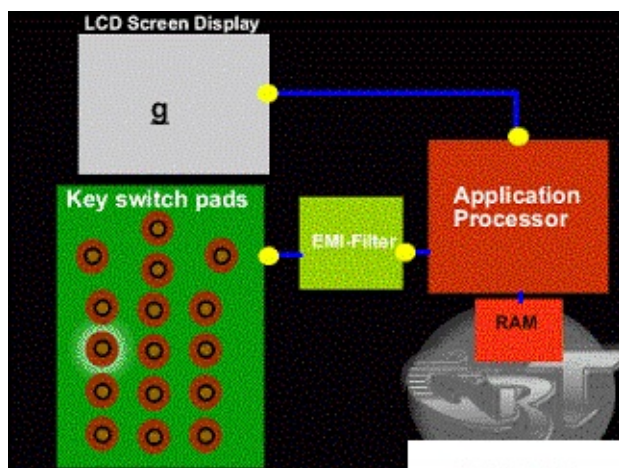 LCD Screen Display
g
Key switch pads
EMI-Filter
Application
Processor
RAM